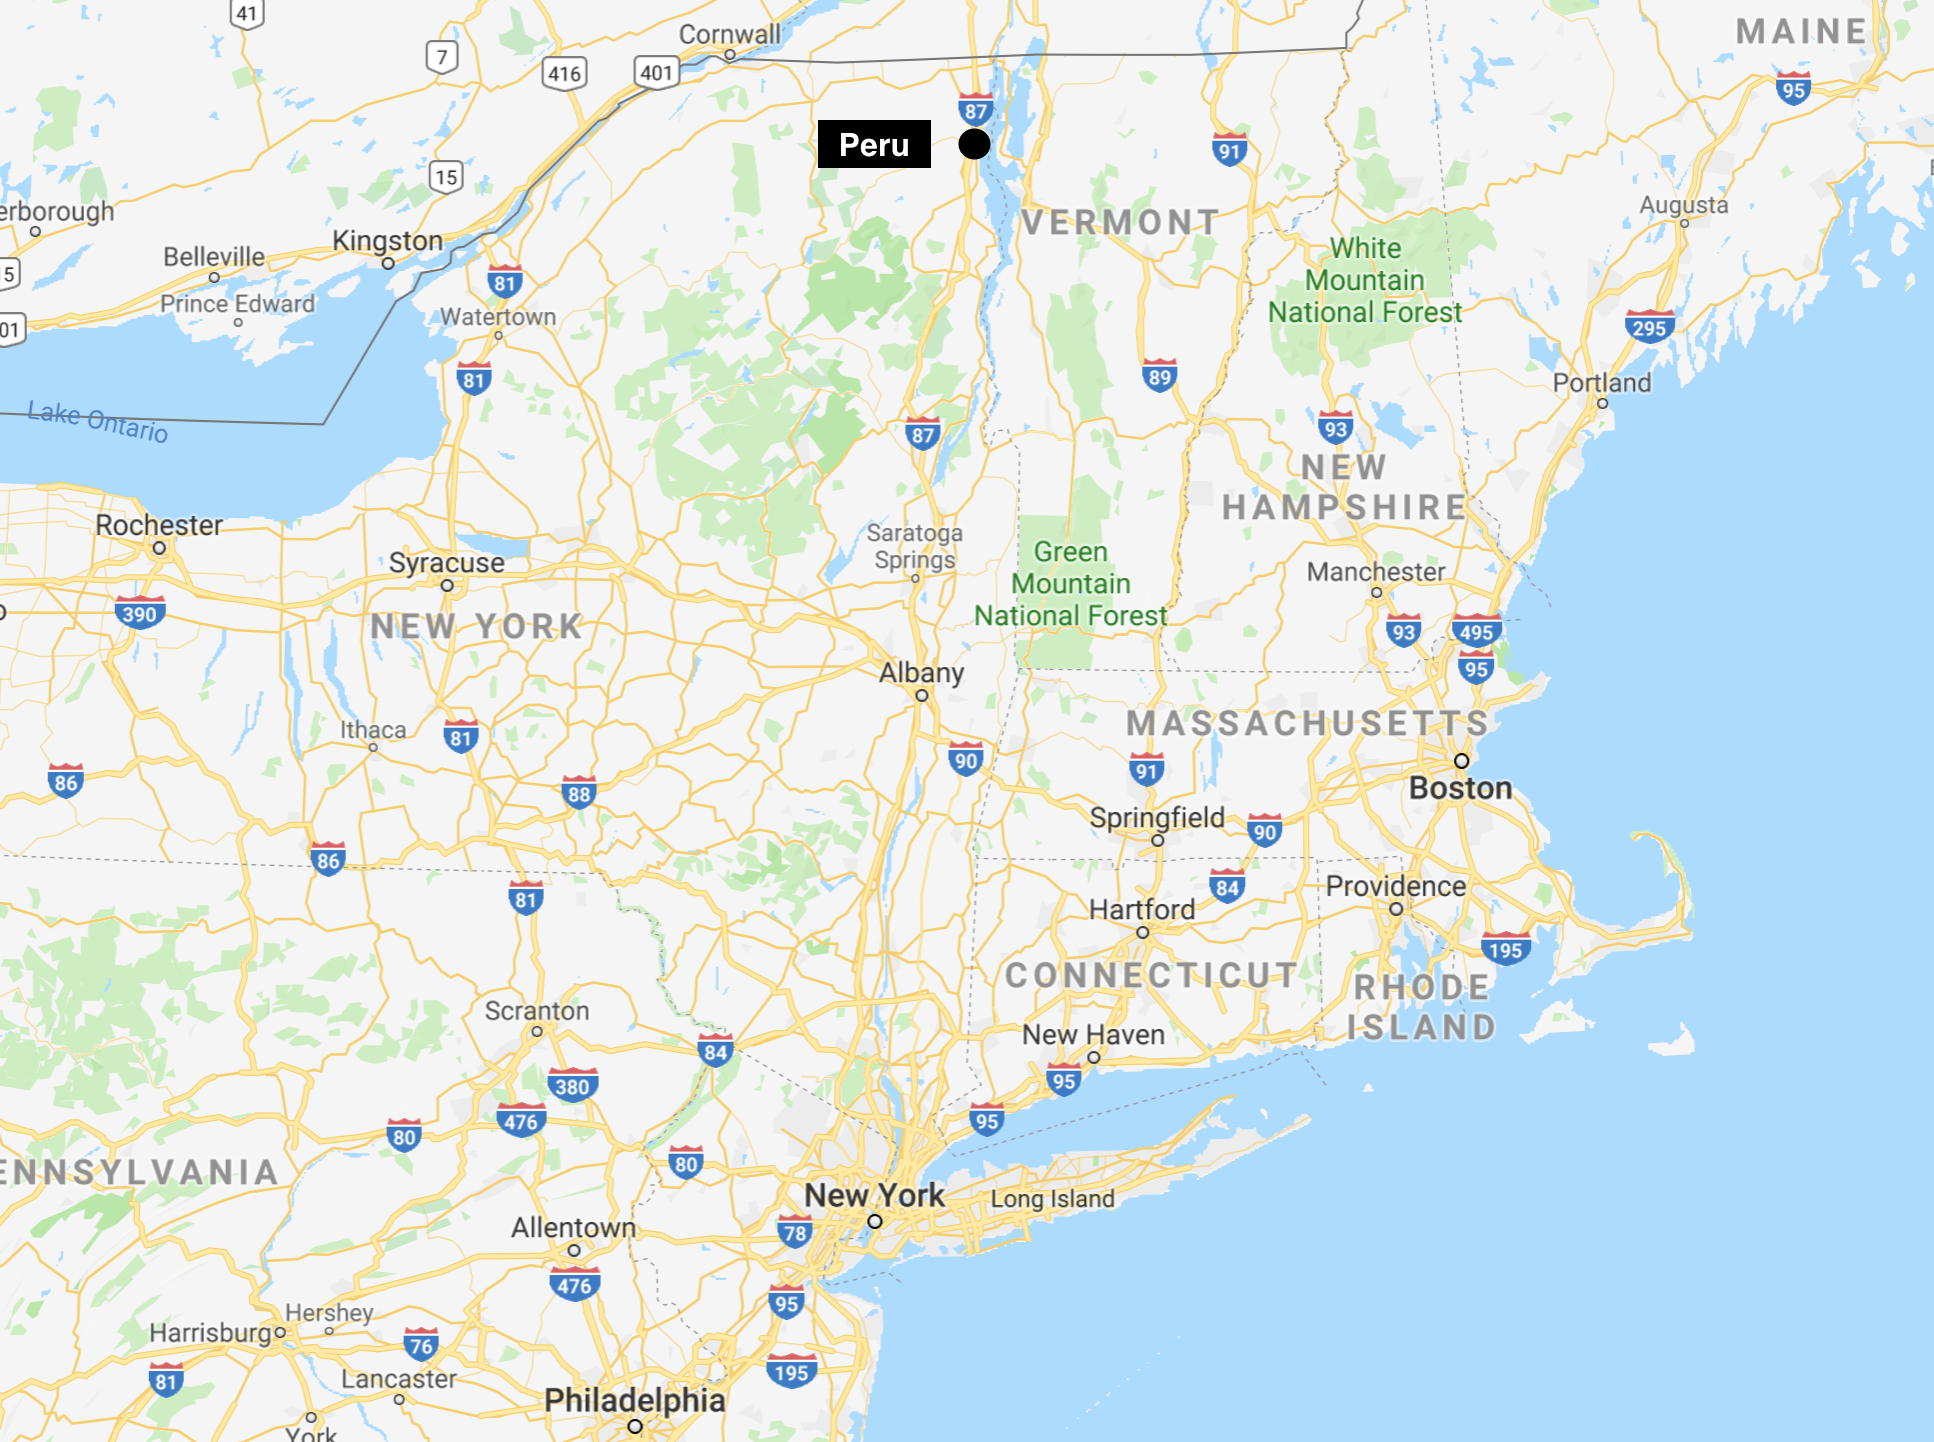 41
Cornwall
MAINE
7
416
401
95
87
Peru
91
15
erborough
Augusta
VERMONT
Kingston
Belleville
White
Mountain
National Forest
15
81
Prince Edward
Watertown
01
295
81
89
Portland
Lake Ontario
87
93
NEW
HAMPSHIRE
Rochester
Saratoga
Springs
Syracuse
Green
Mountain
National Forest
Manchester
390
NEW YORK
93
495
95
Albany
MASSACHUSETTS
Ithaca
81
90
91
86
88
Boston
Springfield
90
86
84
Providence
81
Hartford
195
CONNECTICUT
RHODE
ISLAND
Scranton
New Haven
84
380
95
476
95
80
80
ENNSYLVANIA
New York
Long Island
Allentown
78
476
95
Hershey
Harrisburg
76
195
81
Lancaster
Philadelphia
York